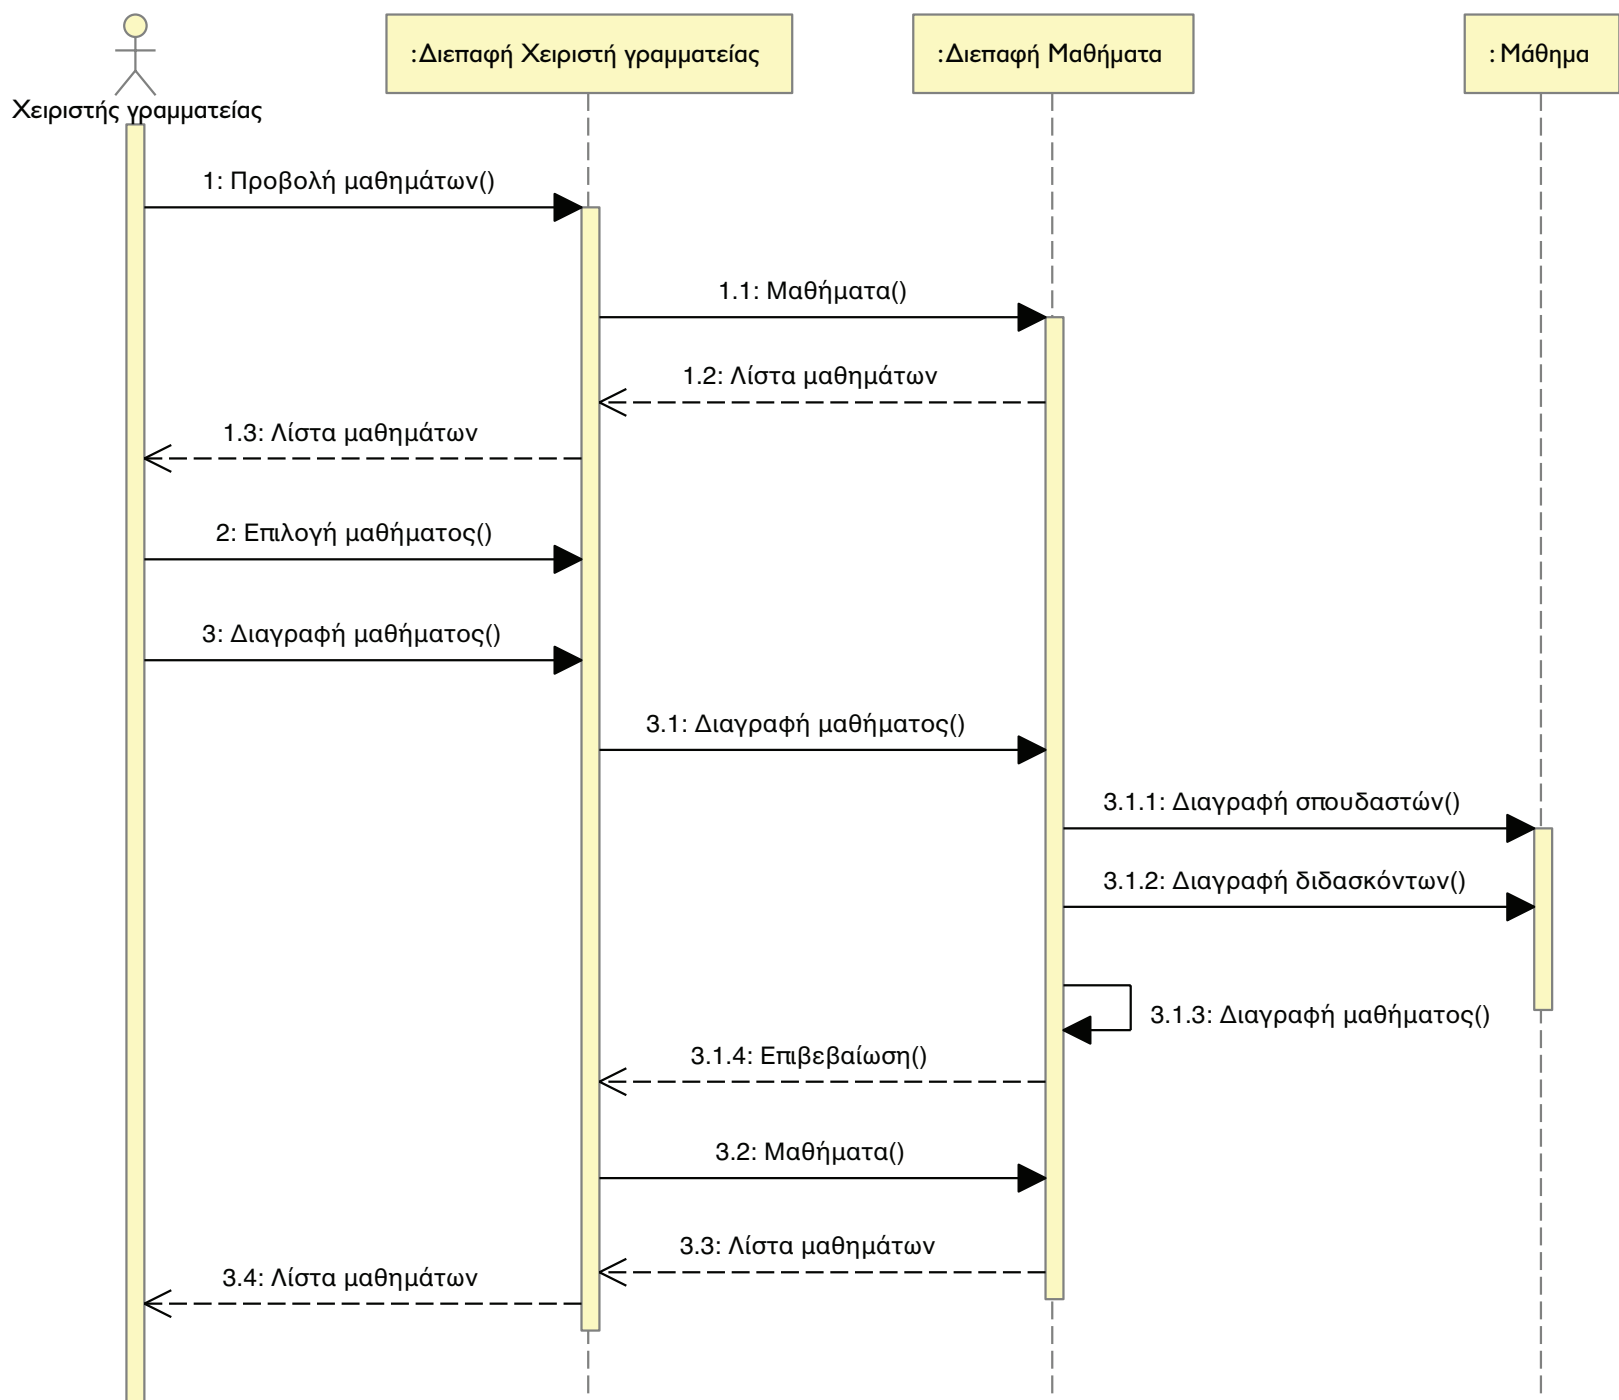 :Διεπαφή Χειριστή γραμματείας
:Διεπαφή Μαθήματα
: Μάθημα
Χειριστής γραμματείας
1: Προβολή μαθημάτων()
1.1: Μαθήματα()
1.2: Λίστα μαθημάτων
1.3: Λίστα μαθημάτων
2: Επιλογή μαθήματος()
3: Διαγραφή μαθήματος()
3.1: Διαγραφή μαθήματος()
3.1.1: Διαγραφή σπουδαστών()
3.1.2: Διαγραφή διδασκόντων()
3.1.3: Διαγραφή μαθήματος()
3.1.4: Επιβεβαίωση()
3.2: Μαθήματα()
3.3: Λίστα μαθημάτων
3.4: Λίστα μαθημάτων